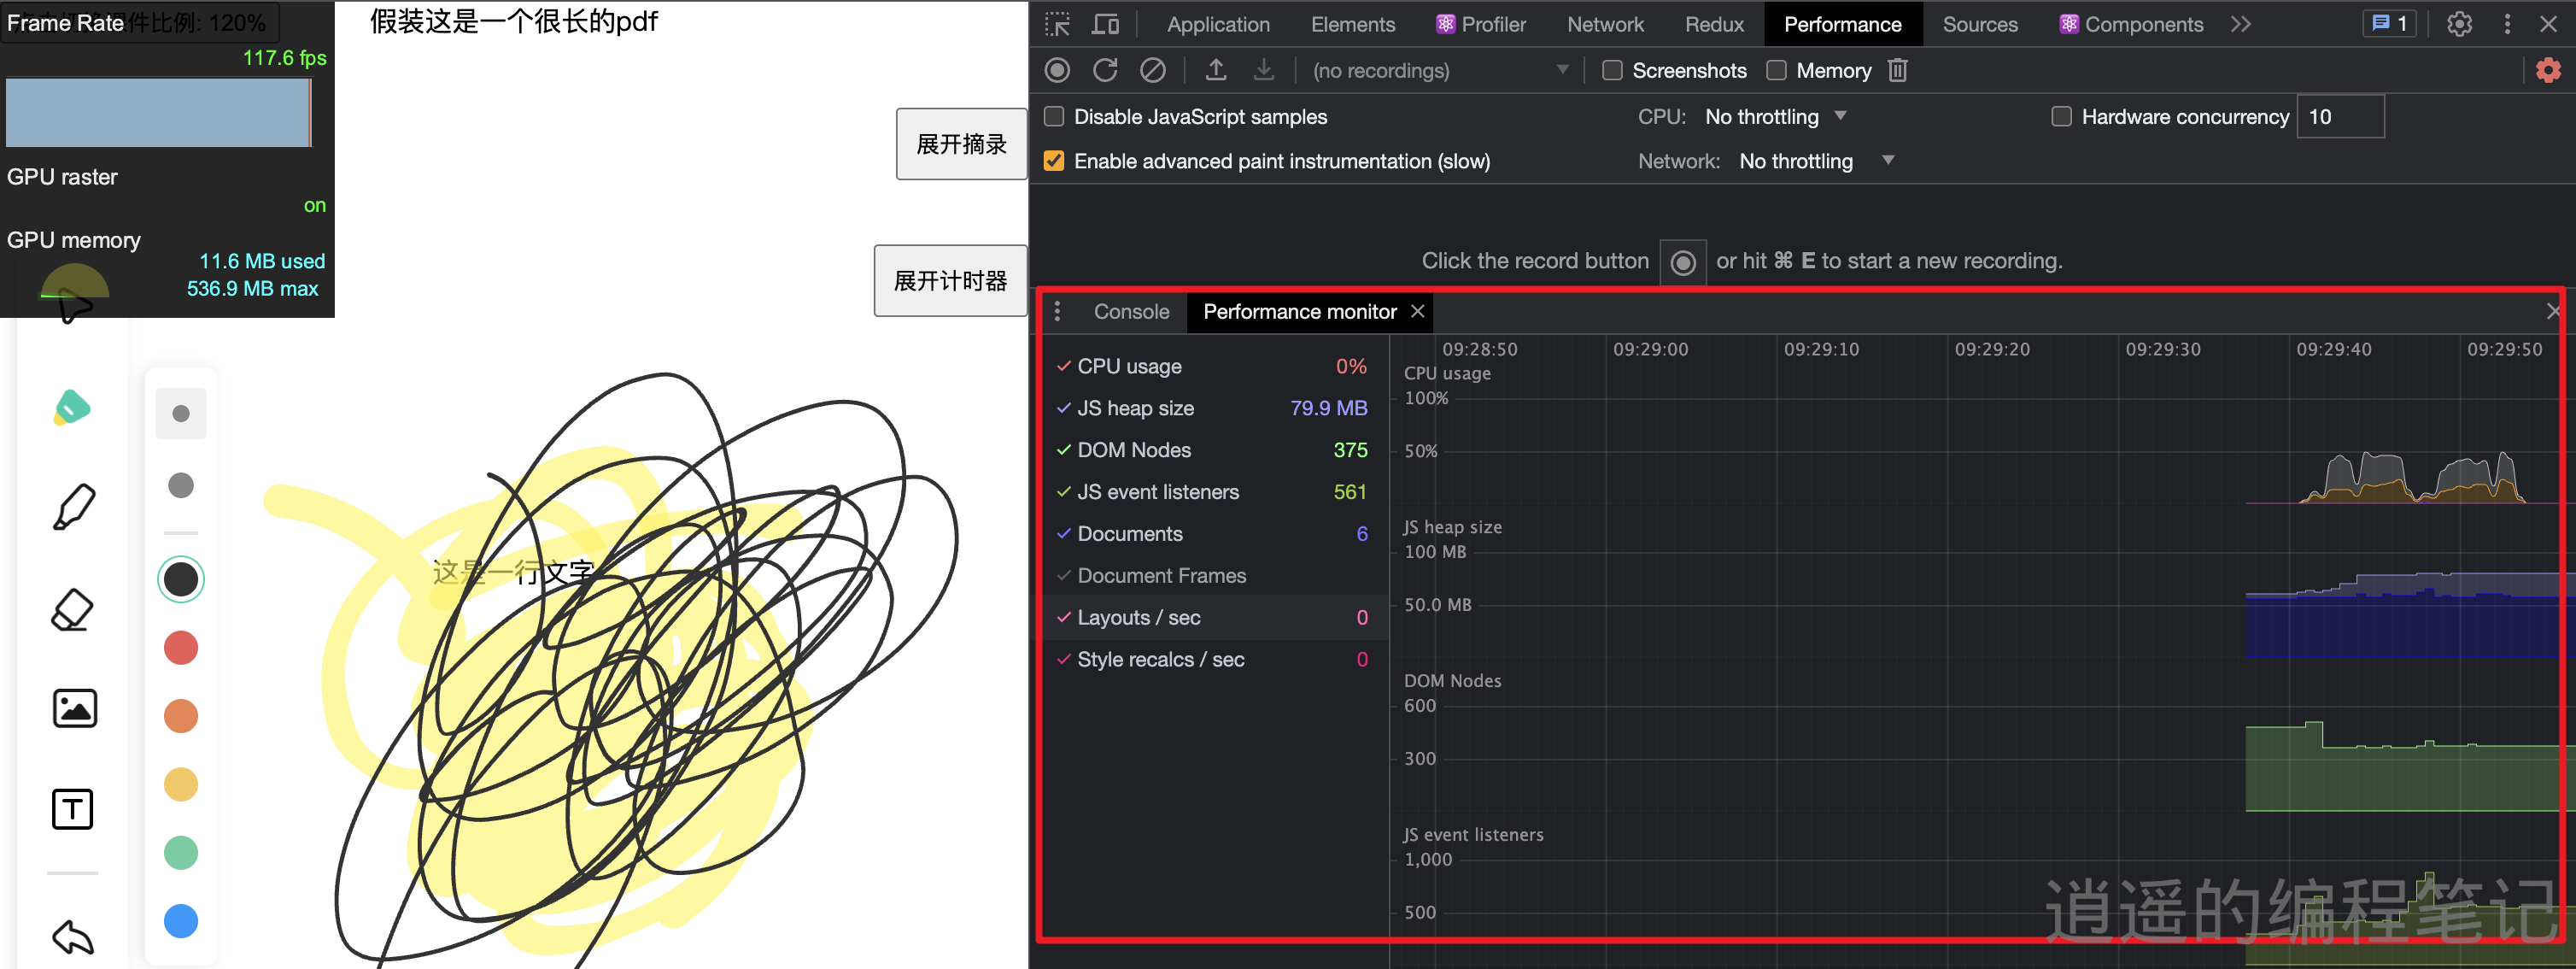 Frame Rate
件比例: 120%
117.6 fps
GPU raster
on
GPU memory
11.6 MB used
536.9 MB max
假装这是一个很长的pdf
展开摘录
展开计时器
这是一行文字
T
Application Elements Profiler Network Redux Performance Sources Components 1
(no recordings) Screenshots Memory
Disable JavaScript samples CPU: No throttling Hardware concurrency 10
Enable advanced paint instrumentation (slow) Network: No throttling
Click the record button or hit ⌘ E to start a new recording.
Console Performance monitor
CPU usage 0%
JS heap size 79.9 MB
DOM Nodes 375
JS event listeners 561
Documents 6
Document Frames
Layouts / sec 0
Style recalcs / sec 0
09:28:50 09:29:00 09:29:10 09:29:20 09:29:30 09:29:40 09:29:50
CPU usage
100%
50%
JS heap size
100 MB
50.0 MB
DOM Nodes
600
300
JS event listeners
1,000
500
逍遥的编程笔记